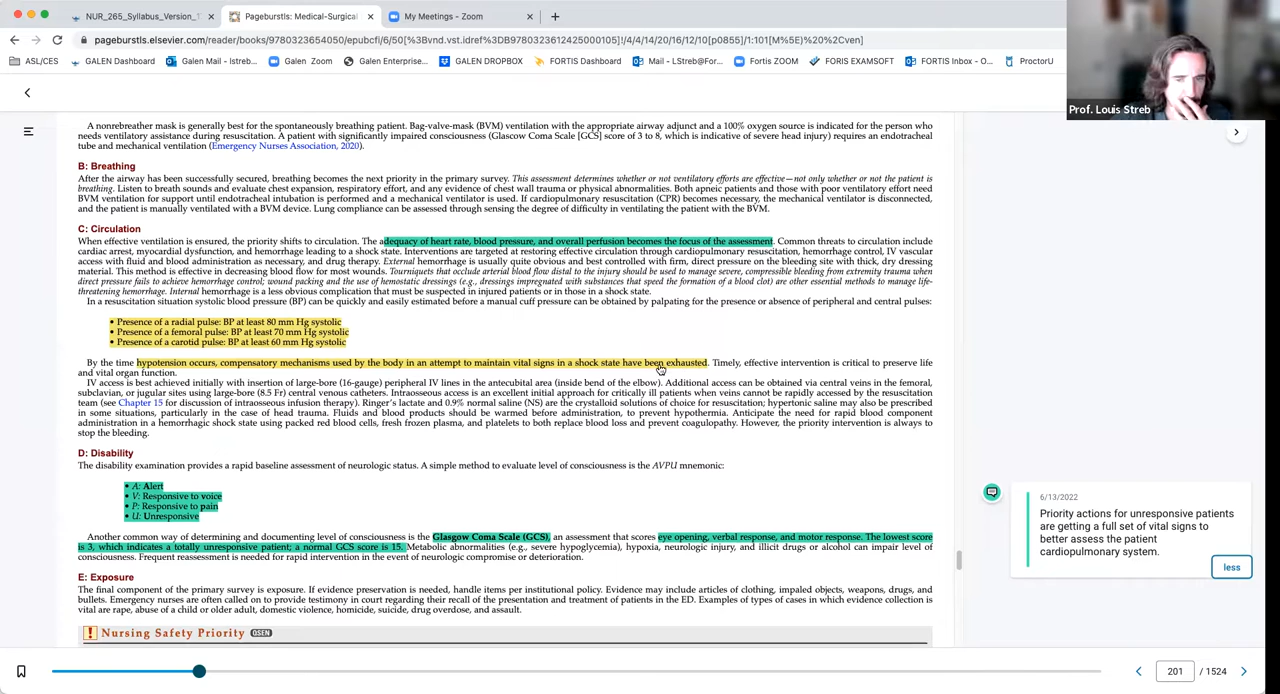 NUR_265_Syllabus_Version_
Pageburstls: Medical-Surgical
My Meetings - Zoom
pageburstls.elsevier.com/reader/books/9780323654050/epubcfi/6/50[%3Bvnd.vst.idref%3DB9780323612425000105]!/4/4/14/20/16/12/10[p0855]/1:101[M%5E)%20%2Cven]
ASL/CES
GALEN Dashboard
Galen Mail - lstreb...
Galen Zoom
Galen Enterprise...
GALEN DROPBOX
FORTIS Dashboard
Mail - LStreb@For...
Fortis ZOOM
FORIS EXAMSOFT
FORTIS Inbox - O...
ProctorU
Prof. Louis Streb
A nonrebreather mask is generally best for the spontaneously breathing patient. Bag-valve-mask (BVM) ventilation with the appropriate airway adjunct and a 100% oxygen source is indicated for the person who
needs ventilatory assistance during resuscitation. A patient with significantly impaired consciousness (Glasgow Coma Scale [GCS] score of 3 to 8, which is indicative of severe head injury) requires an endotracheal
tube and mechanical ventilation (Emergency Nurses Association, 2020).
B: Breathing
After the airway has been successfully secured, breathing becomes the next priority in the primary survey. This assessment determines whether or not ventilatory efforts are effective—not only whether or not the patient is
breathing. Listen to breath sounds and evaluate chest expansion, respiratory effort, and any evidence of chest wall trauma or physical abnormalities. Both apneic patients and those with poor ventilatory effort need
BVM ventilation for support until endotracheal intubation is performed and a mechanical ventilator is used. If cardiopulmonary resuscitation (CPR) becomes necessary, the mechanical ventilator is disconnected,
and the patient is manually ventilated with a BVM device. Lung compliance can be assessed through sensing the degree of difficulty in ventilating the patient with the BVM.
C: Circulation
When effective ventilation is ensured, the priority shifts to circulation. The adequacy of heart rate, blood pressure, and overall perfusion becomes the focus of the assessment. Common threats to circulation include
cardiac arrest, myocardial dysfunction, and hemorrhage leading to a shock state. Interventions are targeted at restoring effective circulation through cardiopulmonary resuscitation, hemorrhage control, IV vascular
access with fluid and blood administration as necessary, and drug therapy. External hemorrhage is usually quite obvious and best controlled with firm, direct pressure on the bleeding site with thick, dry dressing
material. This method is effective in decreasing blood flow for most wounds. Tourniquets that occlude arterial blood flow distal to the injury should be used to manage severe, compressible bleeding from extremity trauma when
direct pressure fails to achieve hemorrhage control; wound packing and the use of hemostatic dressings (e.g., dressings impregnated with substances that speed the formation of a blood clot) are other essential methods to manage life-
threatening hemorrhage. Internal hemorrhage is a less obvious complication that must be suspected in injured patients or in those in a shock state.
In a resuscitation situation systolic blood pressure (BP) can be quickly and easily estimated before a manual cuff pressure can be obtained by palpating for the presence or absence of peripheral and central pulses:
• Presence of a radial pulse: BP at least 80 mm Hg systolic
• Presence of a femoral pulse: BP at least 70 mm Hg systolic
• Presence of a carotid pulse: BP at least 60 mm Hg systolic
By the time hypotension occurs, compensatory mechanisms used by the body in an attempt to maintain vital signs in a shock state have been exhausted. Timely, effective intervention is critical to preserve life
and vital organ function.
IV access is best achieved initially with insertion of large-bore (16-gauge) peripheral IV lines in the antecubital area (inside bend of the elbow). Additional access can be obtained via central veins in the femoral,
subclavian, or jugular sites using large-bore (8.5 Fr) central venous catheters. Intraosseous access is an excellent initial approach for critically ill patients when veins cannot be rapidly accessed by the resuscitation
team (see Chapter 15 for discussion of intraosseous infusion therapy). Ringer's lactate and 0.9% normal saline (NS) are the crystalloid solutions of choice for resuscitation; hypertonic saline may also be prescribed
in some situations, particularly in the case of head trauma. Fluids and blood products should be warmed before administration, to prevent hypothermia. Anticipate the need for rapid blood component
administration in a hemorrhagic shock state using packed red blood cells, fresh frozen plasma, and platelets to both replace blood loss and prevent coagulopathy. However, the priority intervention is always to
stop the bleeding.
D: Disability
The disability examination provides a rapid baseline assessment of neurologic status. A simple method to evaluate level of consciousness is the AVPU mnemonic:
• A: Alert
• V: Responsive to voice
• P: Responsive to pain
• U: Unresponsive
Another common way of determining and documenting level of consciousness is the Glasgow Coma Scale (GCS), an assessment that scores eye opening, verbal response, and motor response. The lowest score
is 3, which indicates a totally unresponsive patient; a normal GCS score is 15. Metabolic abnormalities (e.g., severe hypoglycemia), hypoxia, neurologic injury, and illicit drugs or alcohol can impair level of
consciousness. Frequent reassessment is needed for rapid intervention in the event of neurologic compromise or deterioration.
E: Exposure
The final component of the primary survey is exposure. If evidence preservation is needed, handle items per institutional policy. Evidence may include articles of clothing, impaled objects, weapons, drugs, and
bullets. Emergency nurses are often called on to provide testimony in court regarding their recall of the presentation and treatment of patients in the ED. Examples of types of cases in which evidence collection is
vital are rape, abuse of a child or older adult, domestic violence, homicide, suicide, drug overdose, and assault.
! Nursing Safety Priority QSEN
6/13/2022
Priority actions for unresponsive patients
are getting a full set of vital signs to
better assess the patient
cardiopulmonary system.
less
201 / 1524